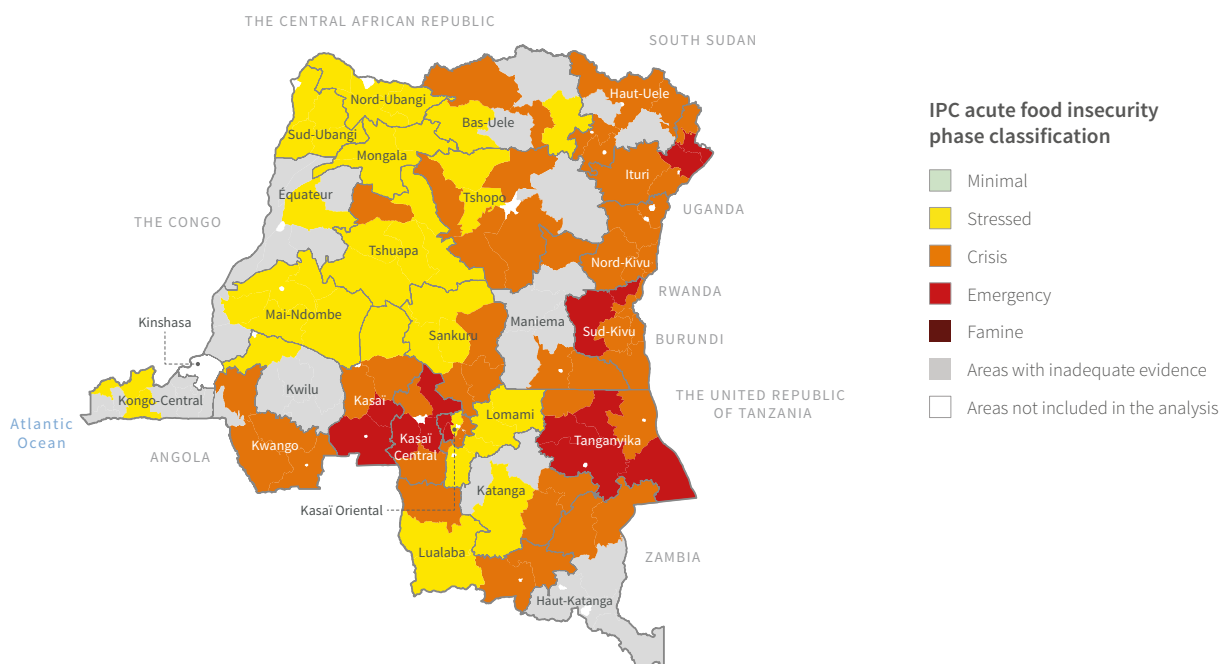 THE CENTRAL AFRICAN REPUBLIC
SOUTH SUDAN
Nord-Ubangi
Haut-Uele
Sud-Ubangi
Bas-Uele
Mongala
Ituri
Équateur
Tshopo
UGANDA
THE CONGO
Tshuapa
Nord-Kivu
RWANDA
Mai-Ndombe
Maniema
Kinshasa
Sankuru
Sud-Kivu
BURUNDI
Kwilu
Kasaï
Kongo-Central
THE UNITED REPUBLIC
OF TANZANIA
Lomami
Atlantic
Ocean
Kwango
Kasaï
Central
Tanganyika
ANGOLA
Katanga
Kasaï Oriental
Lualaba
ZAMBIA
Haut-Katanga
IPC acute food insecurity
phase classification
Minimal
Stressed
Crisis
Emergency
Famine
Areas with inadequate evidence
Areas not included in the analysis